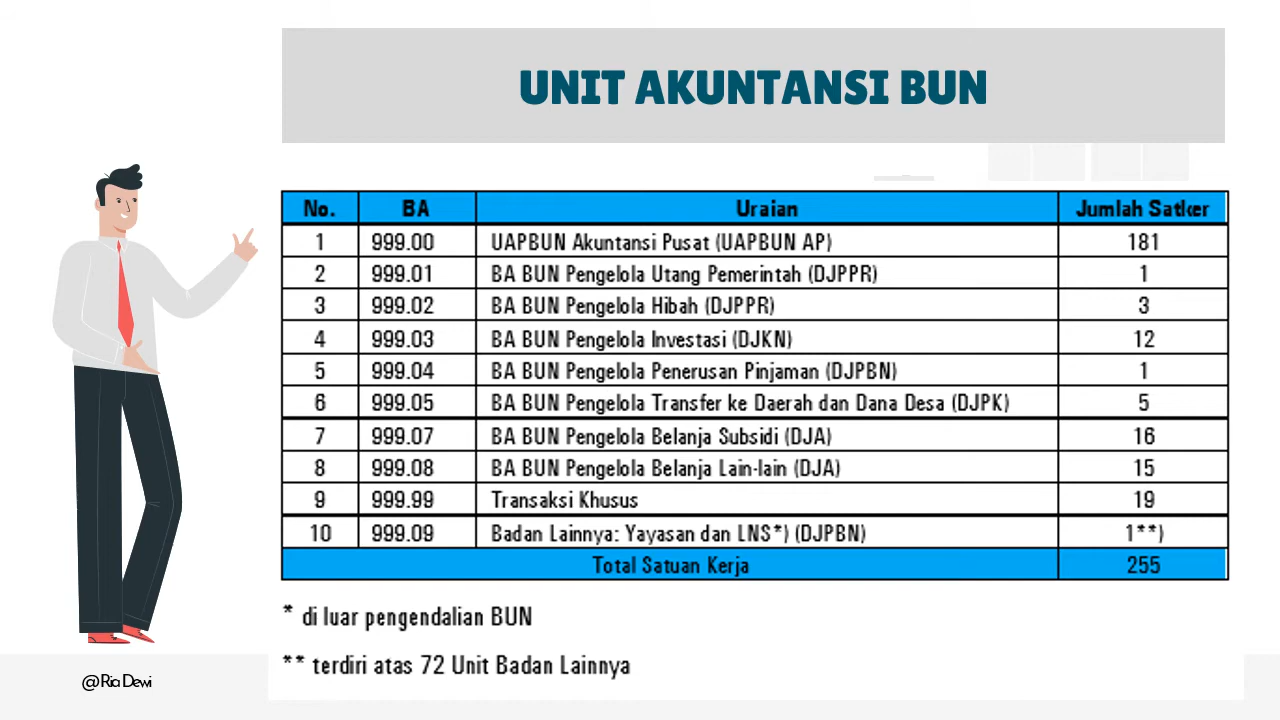 UNIT AKUNTANSI BUN
No. BA Uraian Jumlah Satker
1 999.00 UAPBUN Akuntansi Pusat (UAPBUN AP) 181
2 999.01 BA BUN Pengelola Utang Pemerintah (DJPPR) 1
3 999.02 BA BUN Pengelola Hibah (DJPPR) 3
4 999.03 BA BUN Pengelola Investasi (DJKN) 12
5 999.04 BA BUN Pengelola Penerusan Pinjaman (DJPBN) 1
6 999.05 BA BUN Pengelola Transfer ke Daerah dan Dana Desa (DJPK) 5
7 999.07 BA BUN Pengelola Belanja Subsidi (DJA) 16
8 999.08 BA BUN Pengelola Belanja Lain-lain (DJA) 15
9 999.99 Transaksi Khusus 19
10 999.09 Badan Lainnya: Yayasan dan LNS*) (DJPBN) 1**)
Total Satuan Kerja 255
* di luar pengendalian BUN
** terdiri atas 72 Unit Badan Lainnya
@Ria Dewi